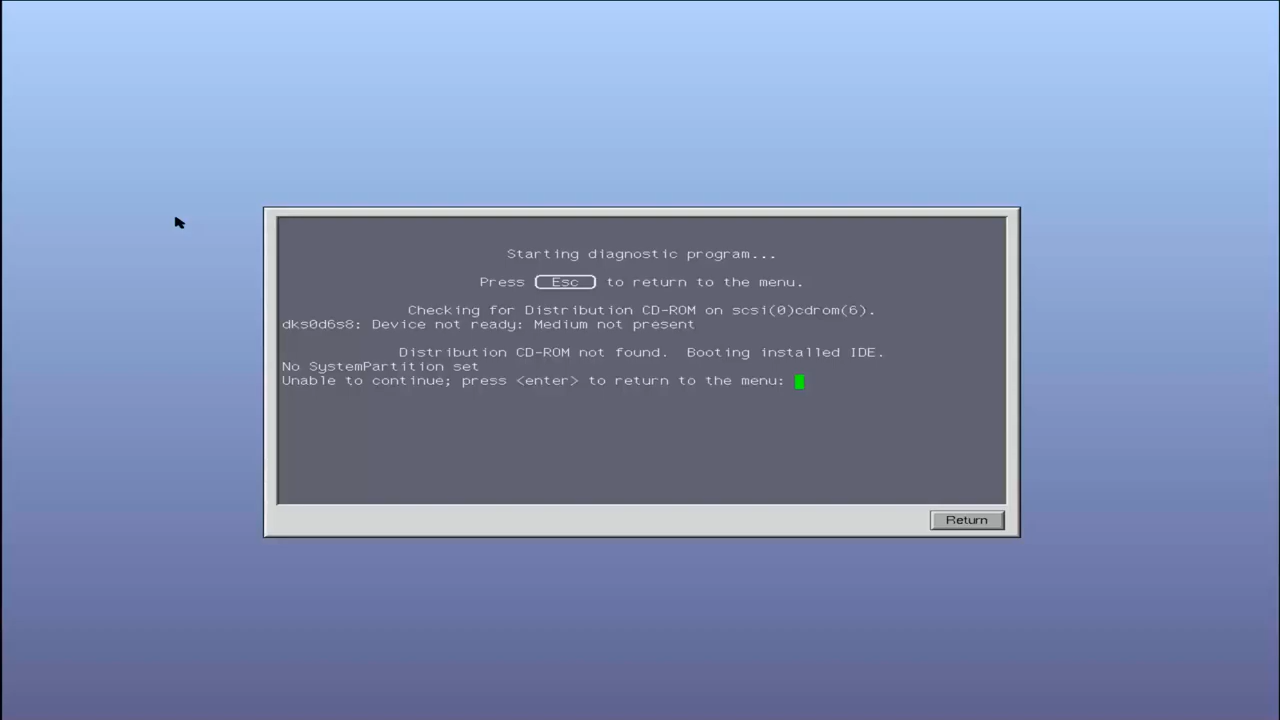 Starting diagnostic program...
Press Esc to return to the menu.
Checking for Distribution CD-ROM on scsi(0)cdrom(6).
dks0d6s8: Device not ready: Medium not present
Distribution CD-ROM not found.  Booting installed IDE.
No SystemPartition set
Unable to continue; press <enter> to return to the menu:
Return